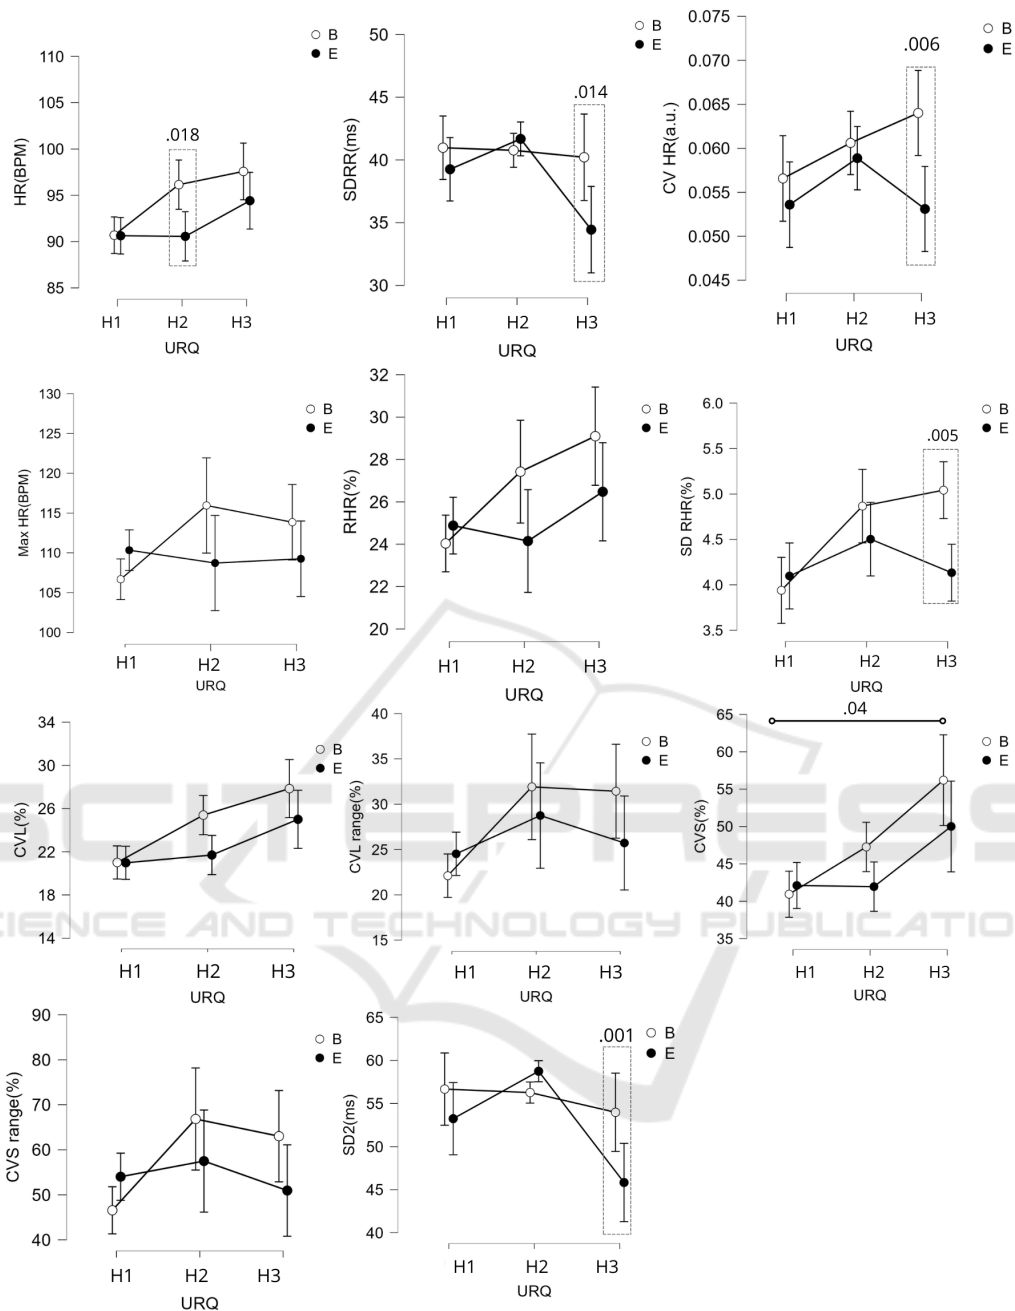 HR(BPM)
110
105
100
95
90
85
.018
B
E
H1 H2 H3
URQ
SDRR(ms)
50
45
40
35
30
.014
B
E
H1 H2 H3
URQ
CV HR(a.u.)
0.075
0.070
0.065
0.060
0.055
0.050
0.045
.006
B
E
H1 H2 H3
URQ
Max HR(BPM)
130
125
120
115
110
105
100
B
E
H1 H2 H3
URQ
RHR(%)
32
30
28
26
24
22
20
B
E
H1 H2 H3
URQ
SD RHR(%)
6.0
5.5
5.0
4.5
4.0
3.5
.005
B
E
H1 H2 H3
URQ
CVL(%)
34
30
26
22
18
14
B
E
H1 H2 H3
URQ
CVL range(%)
40
35
30
25
20
15
B
E
H1 H2 H3
URQ
CVS(%)
65
60
55
50
45
40
35
.04
B
E
H1 H2 H3
URQ
SCITEPRESS
SCIENCE AND TECHNOLOGY PUBLICATIO
CVS range(%)
90
80
70
60
50
40
B
E
H1 H2 H3
URQ
SD2(ms)
65
60
55
50
45
40
.001
B
E
H1 H2 H3
URQ